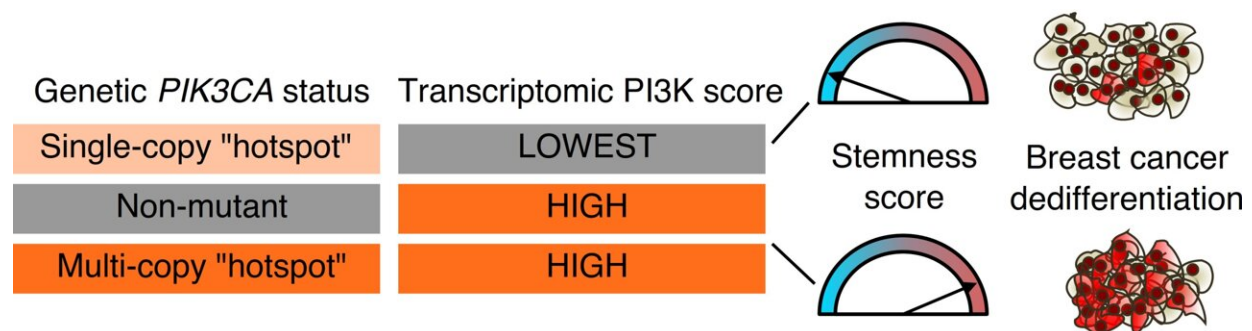 Genetic PIK3CA status
Transcriptomic PI3K score
Single-copy "hotspot"
LOWEST
Non-mutant
HIGH
Multi-copy "hotspot"
HIGH
Stemness
score
Breast cancer
dedifferentiation